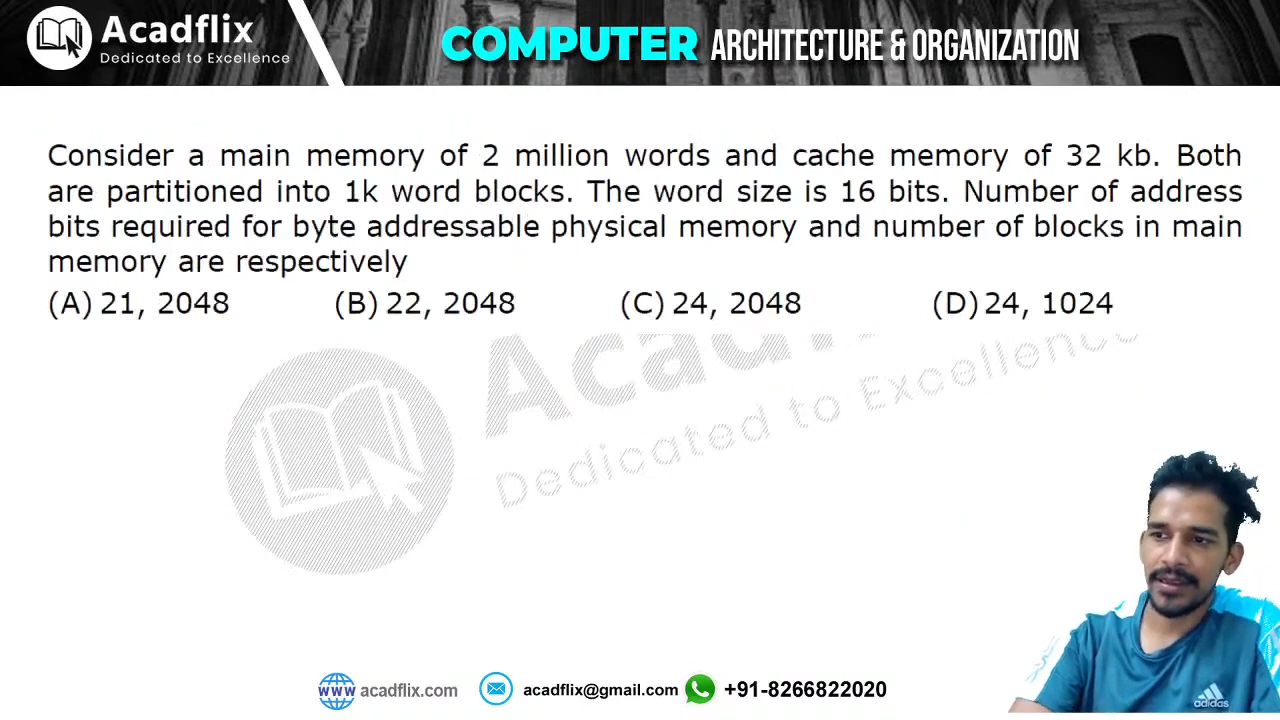 Acadflix
Dedicated to Excellence
COMPUTER ARCHITECTURE & ORGANIZATION
Consider a main memory of 2 million words and cache memory of 32 kb. Both
are partitioned into 1k word blocks. The word size is 16 bits. Number of address
bits required for byte addressable physical memory and number of blocks in main
memory are respectively
(A) 21, 2048 (B) 22, 2048 (C) 24, 2048 (D) 24, 1024
Acadflix
Dedicated to Excellence
www acadflix.com acadflix@gmail.com +91-8266822020
adidas